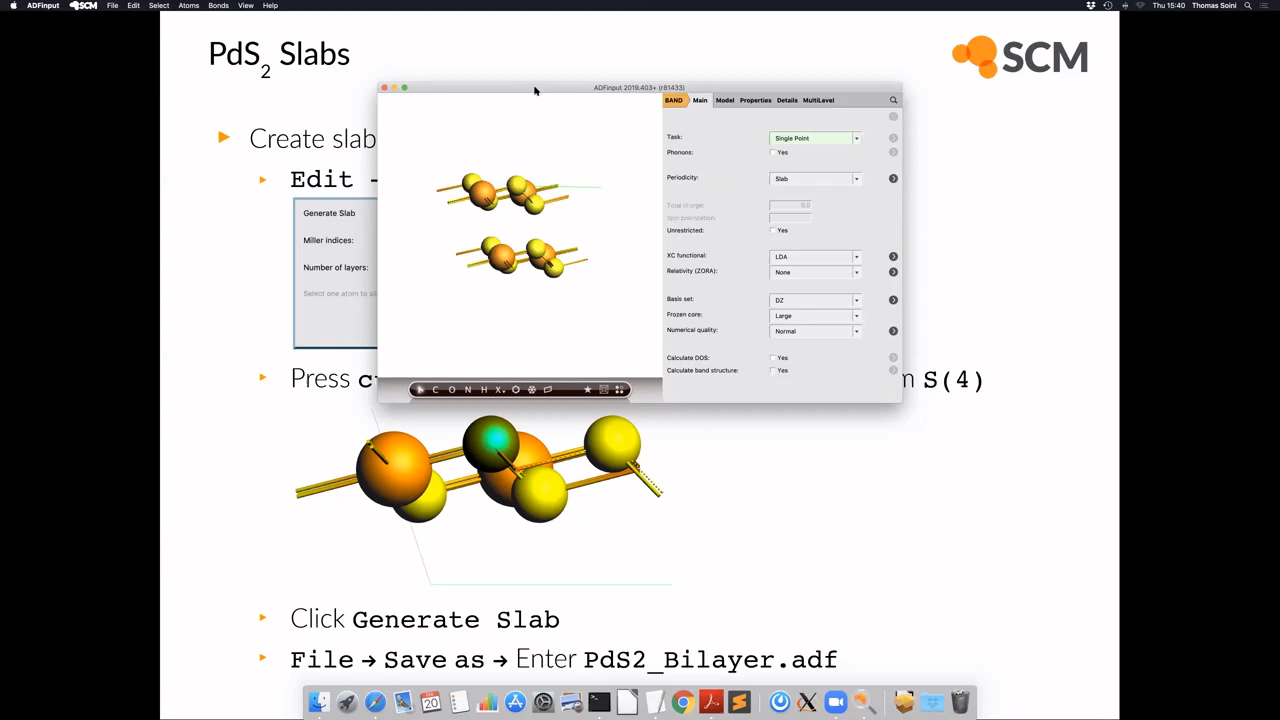 ADFinput SCM File Edit Select Atoms Bonds View Help Thu 15:40 Thomas Soini
PdS2 Slabs
SCM
ADFinput 2019.403+ (r81433)
BAND Main Model Properties Details MultiLevel
Create slab
Edit
Generate Slab
Miller indices:
Number of layers:
Task: Single Point
Phonons: Yes
Periodicity: Slab
Total charge: 0.0
Spin polarization:
Unrestricted: Yes
XC functional: LDA
Relativity (ZORA): None
Basis set: DZ
Frozen core: Large
Numerical quality: Normal
Calculate DOS: Yes
Calculate band structure: Yes
C O N H X
Press S(4)
Click Generate Slab
File → Save as → Enter PdS2_Bilayer.adf
20